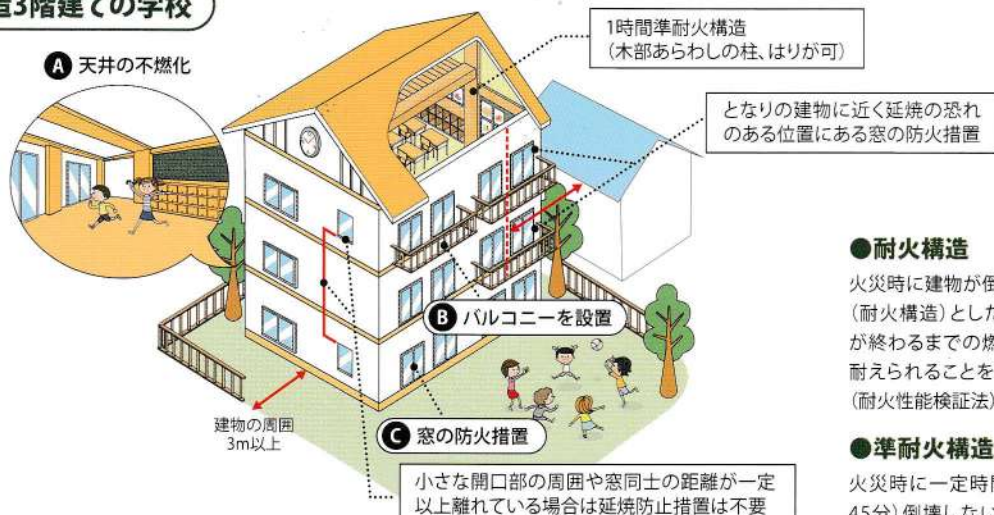 造3階建ての学校
A 天井の不燃化
1時間準耐火構造
（木部あらわしの柱、はりが可）
となりの建物に近く延焼の恐れ
のある位置にある窓の防火措置
B バルコニーを設置
建物の周囲
3m以上
C 窓の防火措置
小さな開口部の周囲や窓同士の距離が一定
以上離れている場合は延焼防止措置は不要
●耐火構造
火災時に建物が倒
（耐火構造）とした
が終わるまでの燃
耐えられることを
（耐火性能検証法）
●準耐火構造
火災時に一定時間
45分）倒壊しない